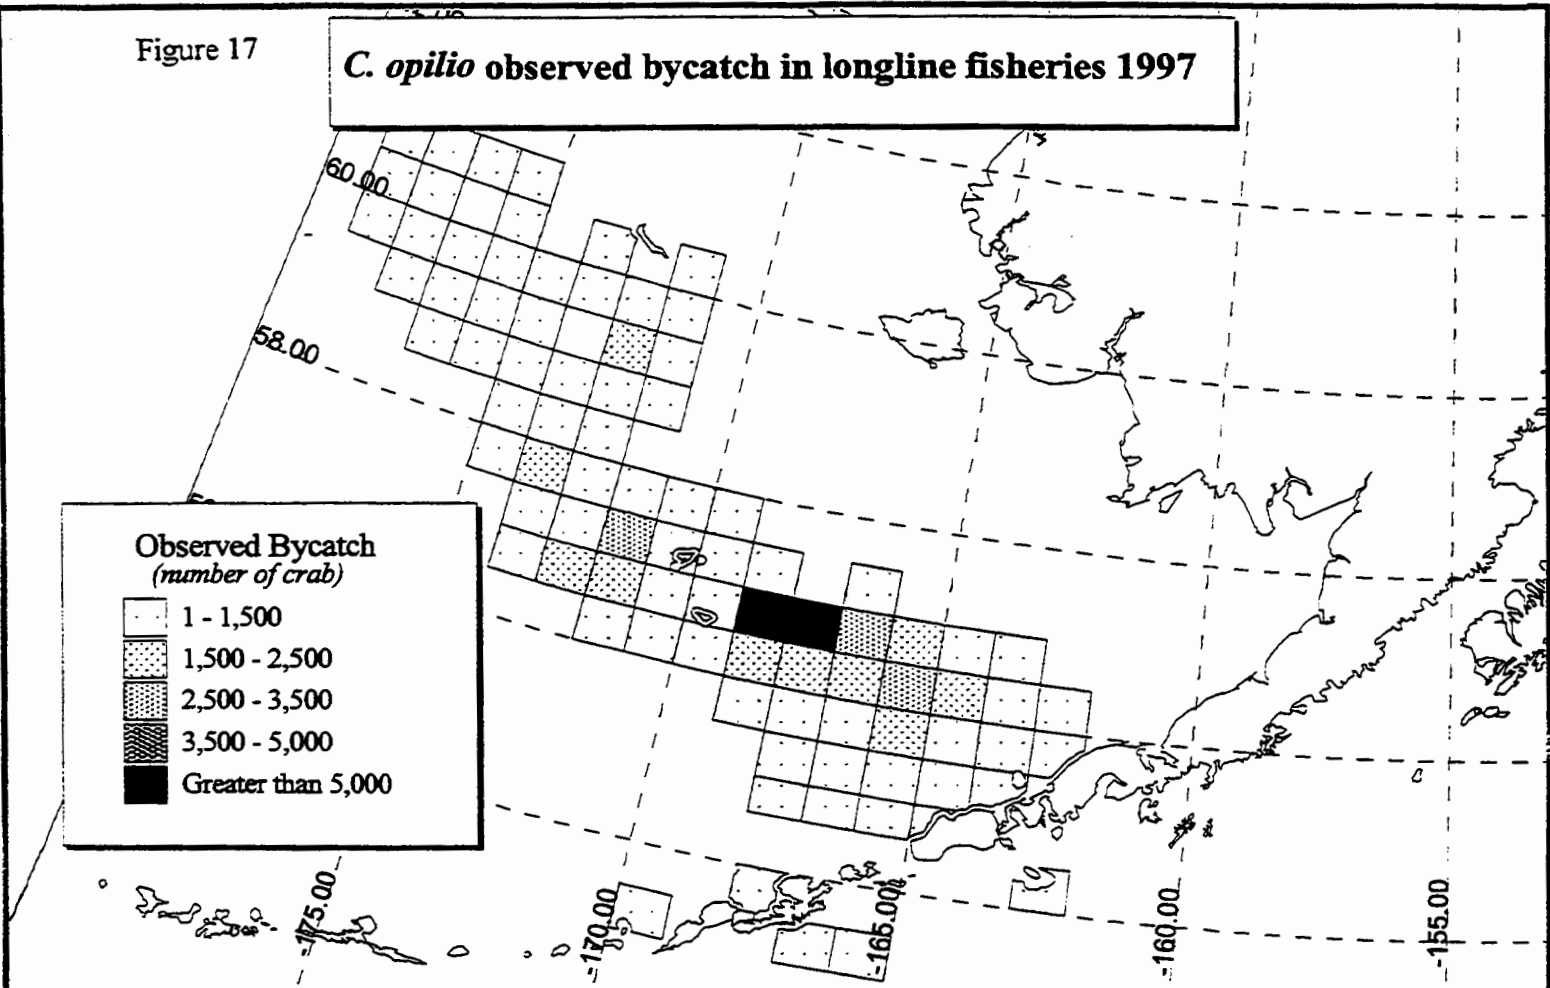 Figure 17
C. opilio observed bycatch in longline fisheries 1997
60.00
58.00
Observed Bycatch
(number of crab)
1 - 1,500
1,500 - 2,500
2,500 - 3,500
3,500 - 5,000
Greater than 5,000
-175.00
-170.00
-165.00
-160.00
-155.00